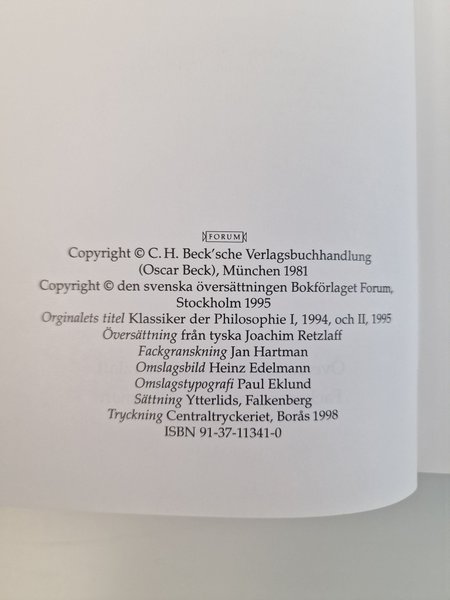 FORUM
Copyright © C. H. Beck'sche Verlagsbuchhandlung
(Oscar Beck), München 1981
Copyright © den svenska översättningen Bokförlaget Forum,
Stockholm 1995
Orginalets titel Klassiker der Philosophie I, 1994, och II, 1995
Översättning från tyska Joachim Retzlaff
Fackgranskning Jan Hartman
Omslagsbild Heinz Edelmann
Omslagstypografi Paul Eklund
Sättning Ytterlids, Falkenberg
Tryckning Centraltryckeriet, Borås 1998
ISBN 91-37-11341-0